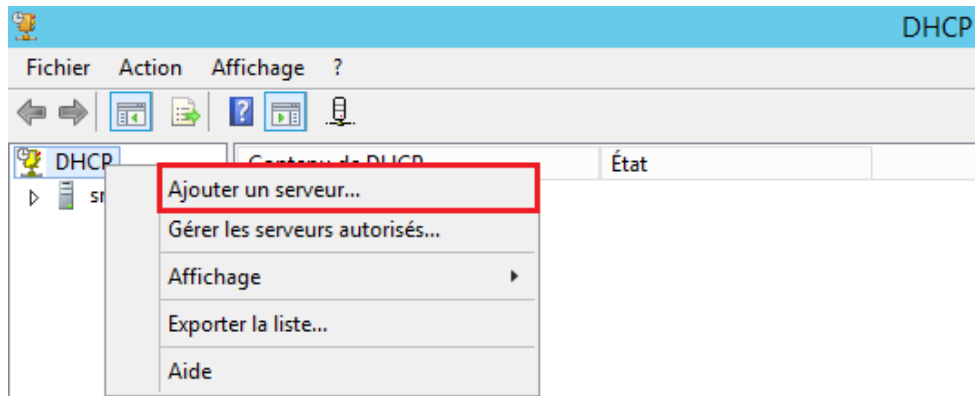 DHCP
Fichier Action Affichage ?
DHCP
État
Ajouter un serveur...
Gérer les serveurs autorisés...
Affichage
Exporter la liste...
Aide